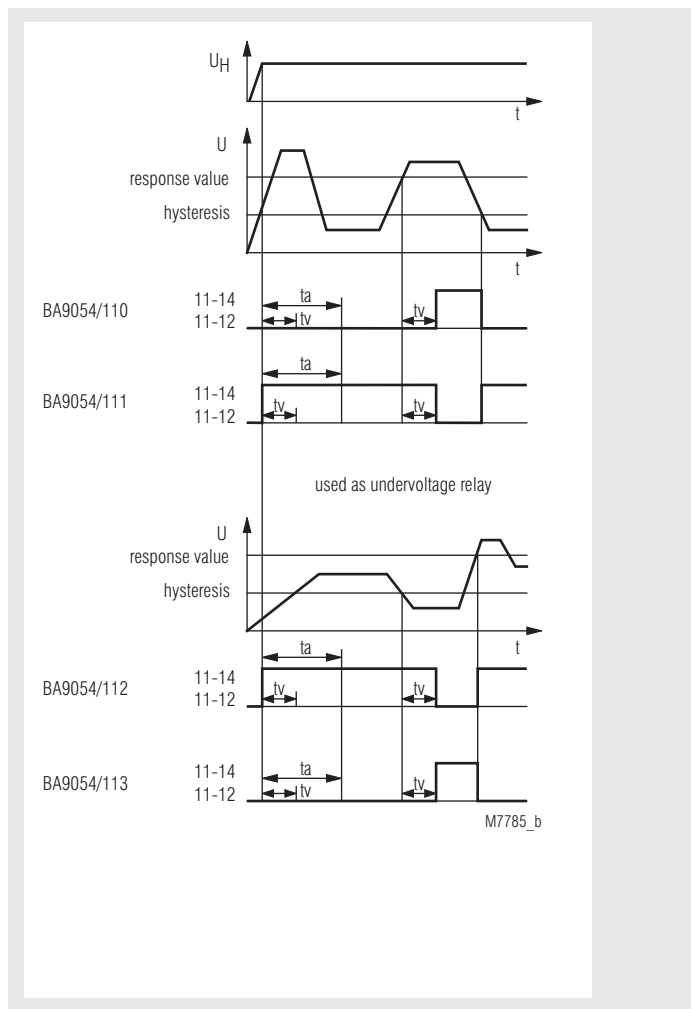 UH
t
U
response value
hysteresis
t
BA9054/110
11-14
11-12
ta
tv
tv
ta
BA9054/111
11-14
11-12
tv
tv
used as undervoltage relay
U
response value
hysteresis
t
ta
BA9054/112
11-14
11-12
tv
tv
BA9054/113
11-14
11-12
ta
tv
tv
M7785_b